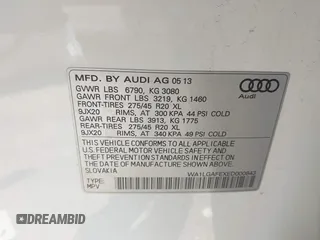 MFD. BY AUDI AG 05 13
GVWR LBS 6790, KG 3080
GAWR FRONT LBS 3219, KG 1460
FRONT-TIRES 275/45 R20 XL
9JX20 RIMS, AT 300 KPA 44 PSI COLD
GAWR REAR LBS 3913, KG 1775
REAR-TIRES 275/45 R20 XL
9JX20 RIMS, AT 340 KPA 49 PSI COLD
THIS VEHICLE CONFORMS TO ALL APPLICABLE
U.S. FEDERAL MOTOR VEHICLE SAFETY AND
THEFT PREVENTION STANDARDS IN EFFECT ON
THE DATE OF MANUFACTURE SHOWN ABOVE.
SLOVAKIA
TYPE:
MPV
Audi